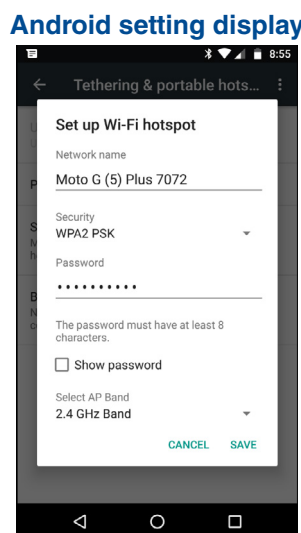 Android setting display
8:55
Tethering & portable hots...
Set up Wi-Fi hotspot
Network name
Moto G (5) Plus 7072
Security
WPA2 PSK
Password
••••••••••
The password must have at least 8
characters.
Show password
Select AP Band
2.4 GHz Band
CANCEL SAVE